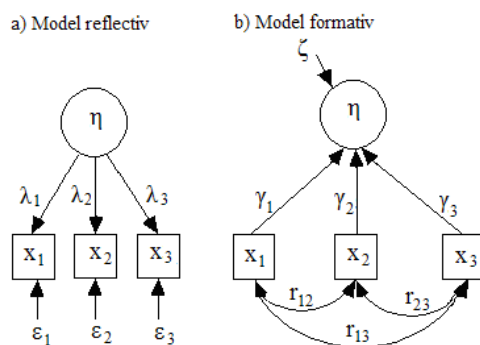 a) Model reflectiv
b) Model formativ
ζ
η
η
λ1 λ2 λ3
γ1 γ2 γ3
x1 x2 x3
x1 x2 x3
r12 r23
r13
ε1 ε2 ε3